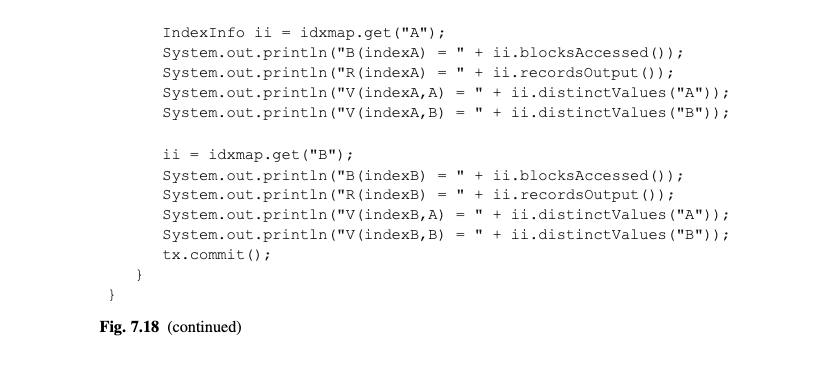 IndexInfo ii = idxmap.get("A");
System.out.println("B(indexA) = " + ii.blocksAccessed());
System.out.println("R(indexA) = " + ii.recordsOutput());
System.out.println("V(indexA,A) = " + ii.distinctValues("A"));
System.out.println("V(indexA,B) = " + ii.distinctValues("B"));
ii = idxmap.get("B");
System.out.println("B(indexB) = " + ii.blocksAccessed());
System.out.println("R(indexB) = " + ii.recordsOutput());
System.out.println("V(indexB,A) = " + ii.distinctValues("A"));
System.out.println("V(indexB,B) = " + ii.distinctValues("B"));
tx.commit();
}
}
Fig. 7.18 (continued)